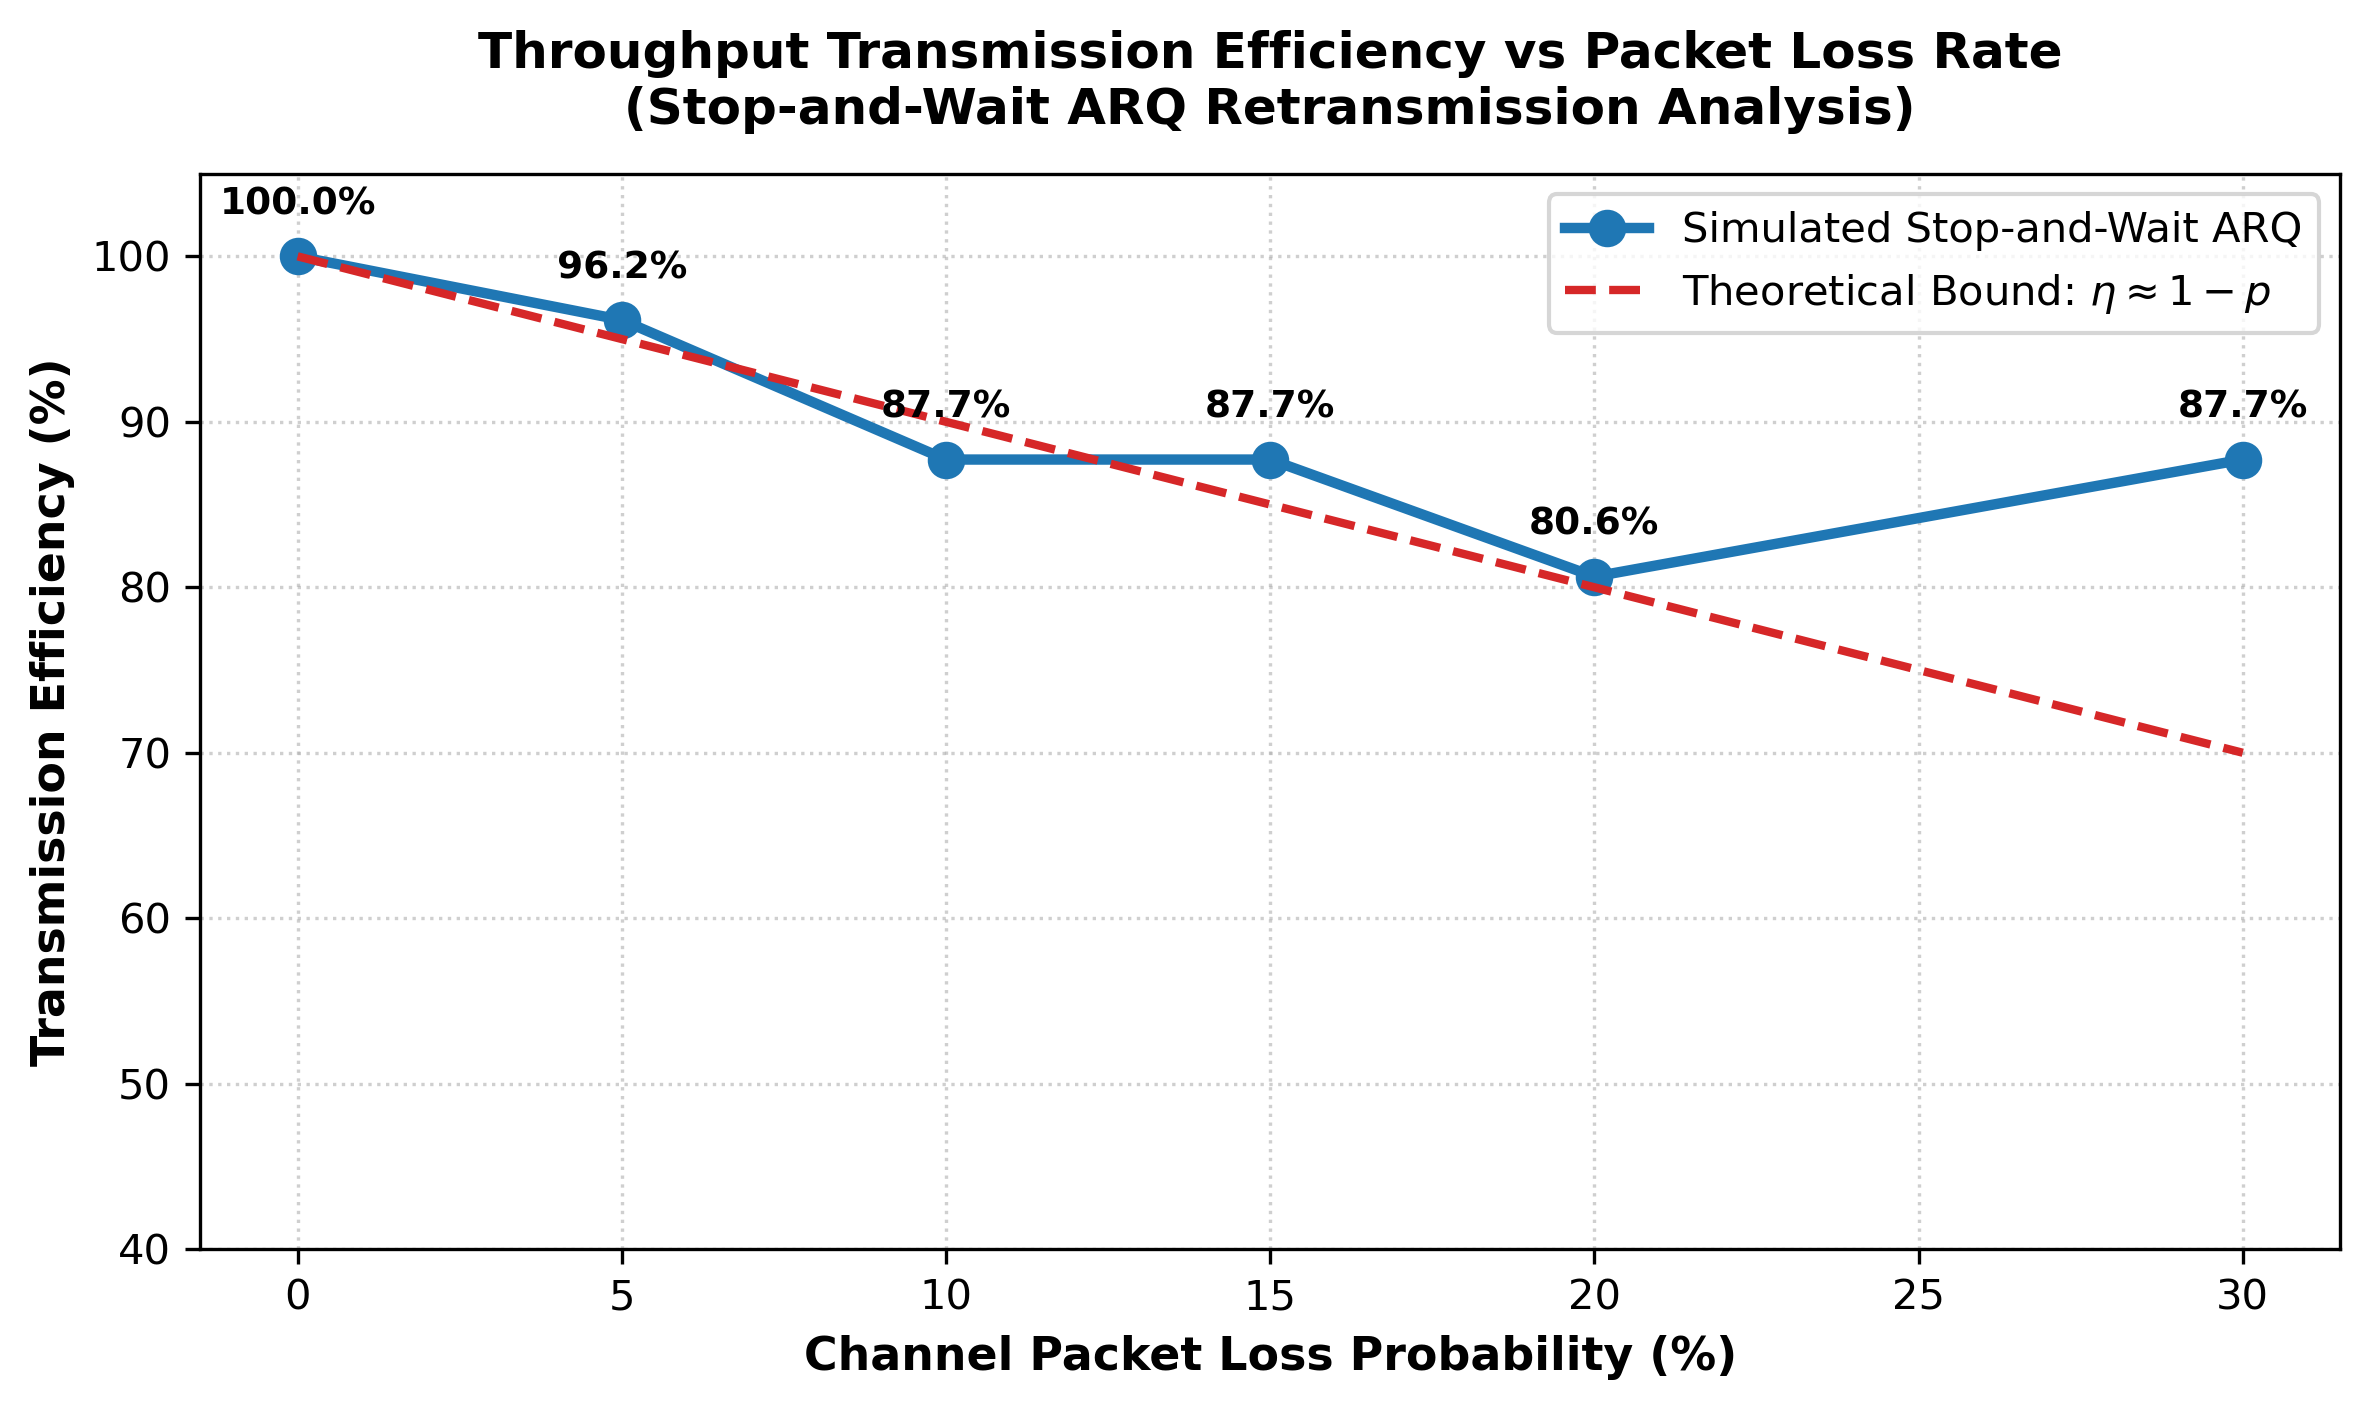 Throughput Transmission Efficiency vs Packet Loss Rate
(Stop-and-Wait ARQ Retransmission Analysis)
Simulated Stop-and-Wait ARQ
Theoretical Bound: η ≈ 1 − p
100.0%
96.2%
87.7%
87.7%
80.6%
87.7%
Transmission Efficiency (%)
100
90
80
70
60
50
40
0 5 10 15 20 25 30
Channel Packet Loss Probability (%)